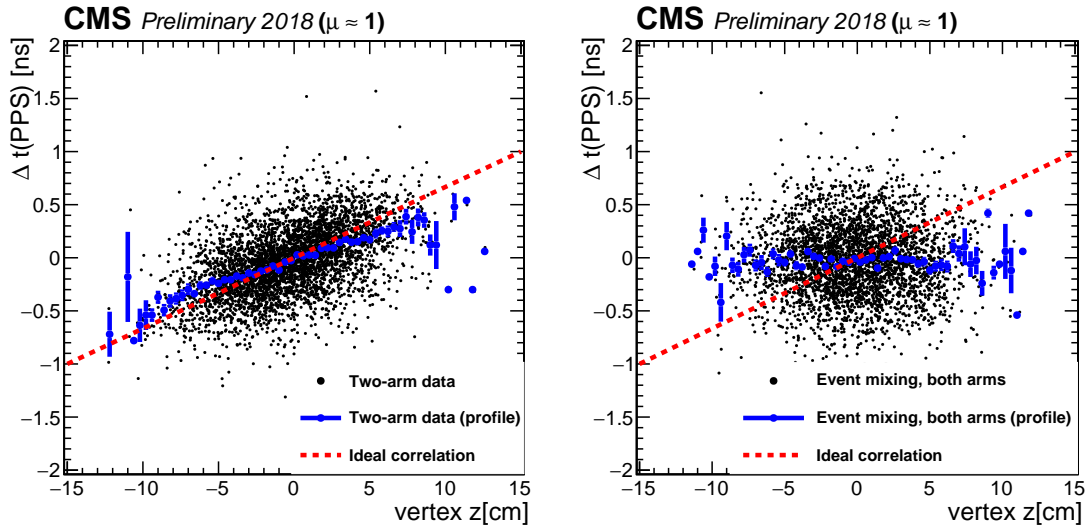 CMS Preliminary 2018 (μ ≈ 1)
Δ t(PPS) [ns]
2
1.5
1
0.5
0
−0.5
−1
−1.5
−2
Two-arm data
Two-arm data (profile)
Ideal correlation
−15 −10 −5 0 5 10 15
vertex z[cm]
CMS Preliminary 2018 (μ ≈ 1)
Δ t(PPS) [ns]
2
1.5
1
0.5
0
−0.5
−1
−1.5
−2
Event mixing, both arms
Event mixing, both arms (profile)
Ideal correlation
−15 −10 −5 0 5 10 15
vertex z[cm]